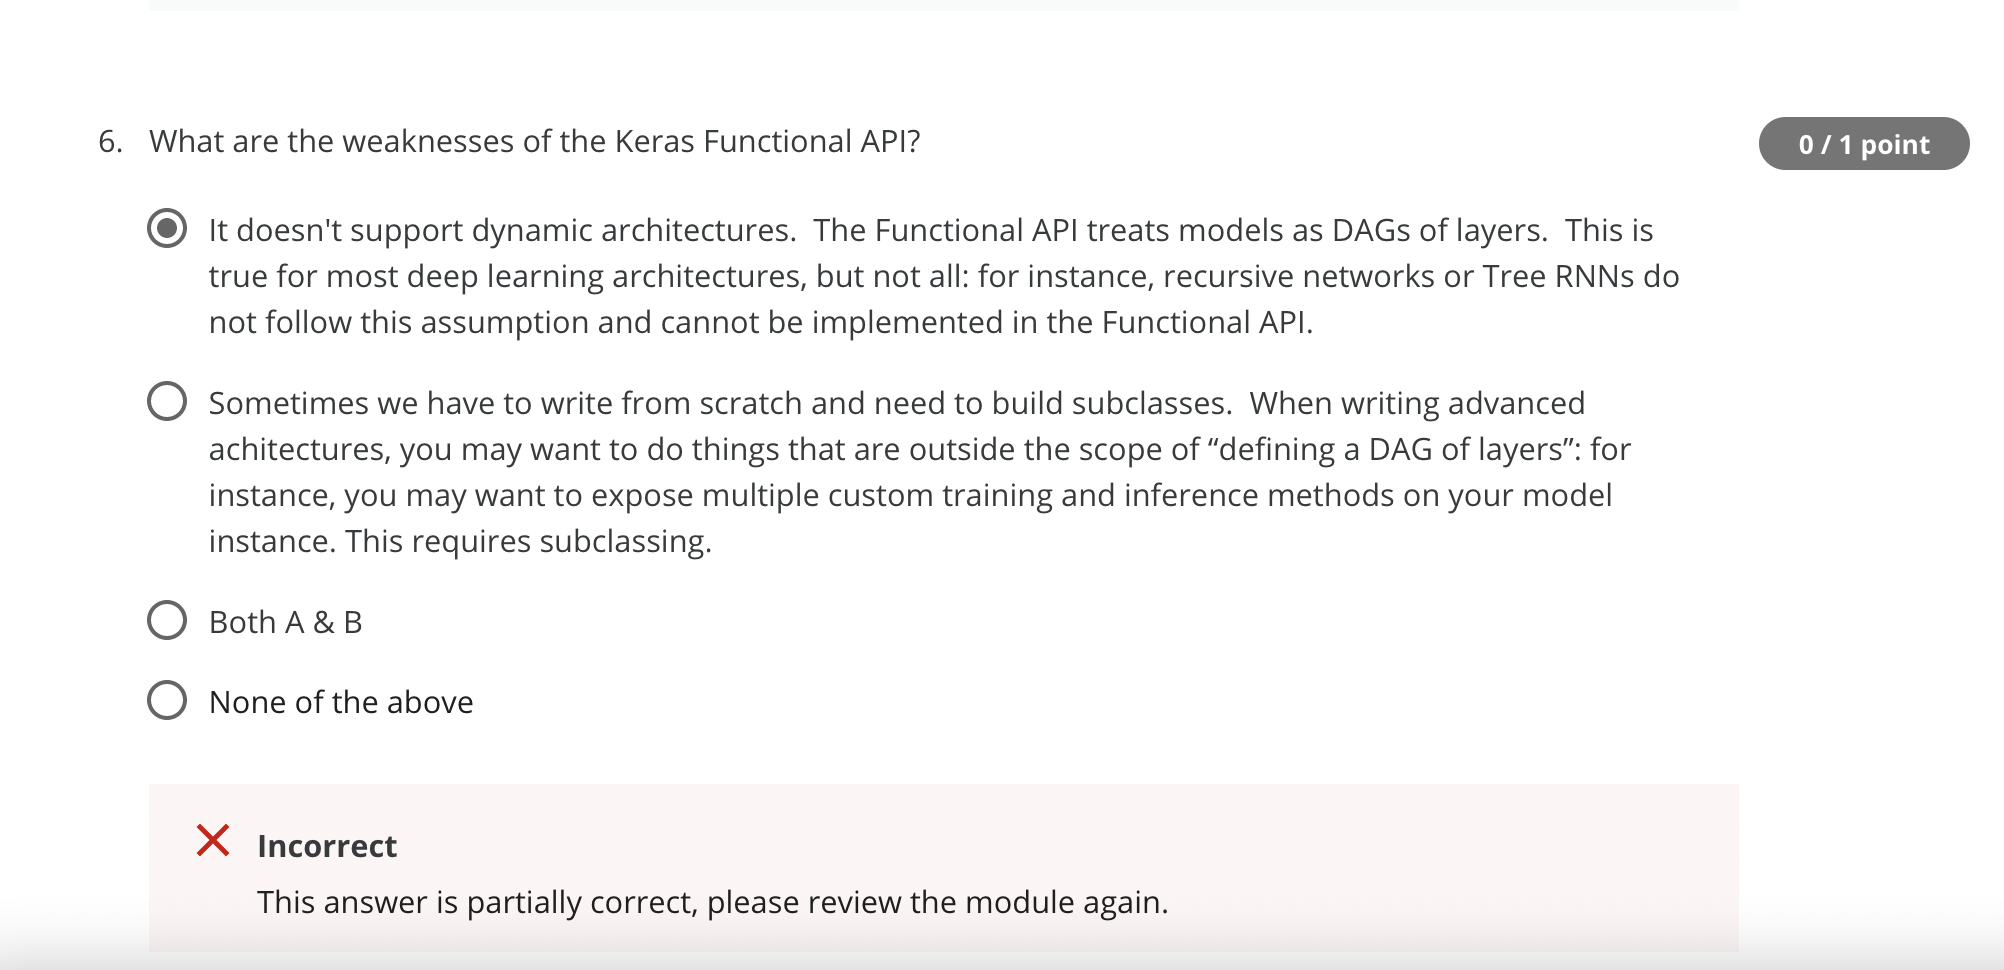 6. What are the weaknesses of the Keras Functional API?
0 / 1 point
It doesn't support dynamic architectures.  The Functional API treats models as DAGs of layers.  This is
true for most deep learning architectures, but not all: for instance, recursive networks or Tree RNNs do
not follow this assumption and cannot be implemented in the Functional API.
Sometimes we have to write from scratch and need to build subclasses.  When writing advanced
achitectures, you may want to do things that are outside the scope of “defining a DAG of layers”: for
instance, you may want to expose multiple custom training and inference methods on your model
instance. This requires subclassing.
Both A & B
None of the above
Incorrect
This answer is partially correct, please review the module again.